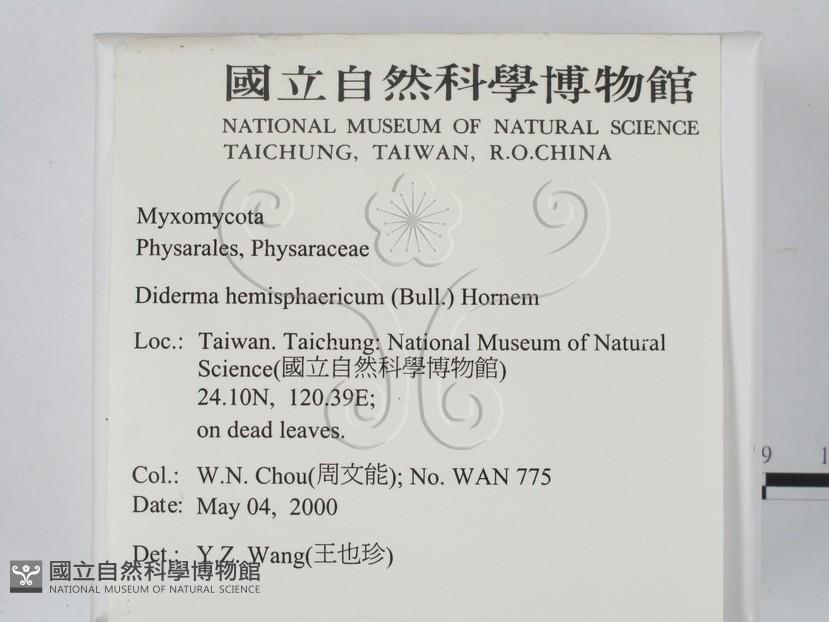 國立自然科學博物館
NATIONAL MUSEUM OF NATURAL SCIENCE
TAICHUNG, TAIWAN, R.O.CHINA
Myxomycota
Physarales, Physaraceae
Diderma hemisphaericum (Bull.) Hornem
Loc.: Taiwan. Taichung: National Museum of Natural
Science(國立自然科學博物館)
24.10N, 120.39E;
on dead leaves.
Col.: W.N. Chou(周文能); No. WAN 775
Date: May 04, 2000
Det.: Y.Z. Wang(王也珍)
國立自然科學博物館
NATIONAL MUSEUM OF NATURAL SCIENCE
9